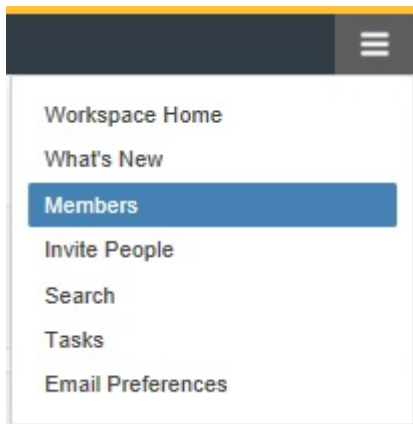 Workspace Home
What's New
Members
Invite People
Search
Tasks
Email Preferences